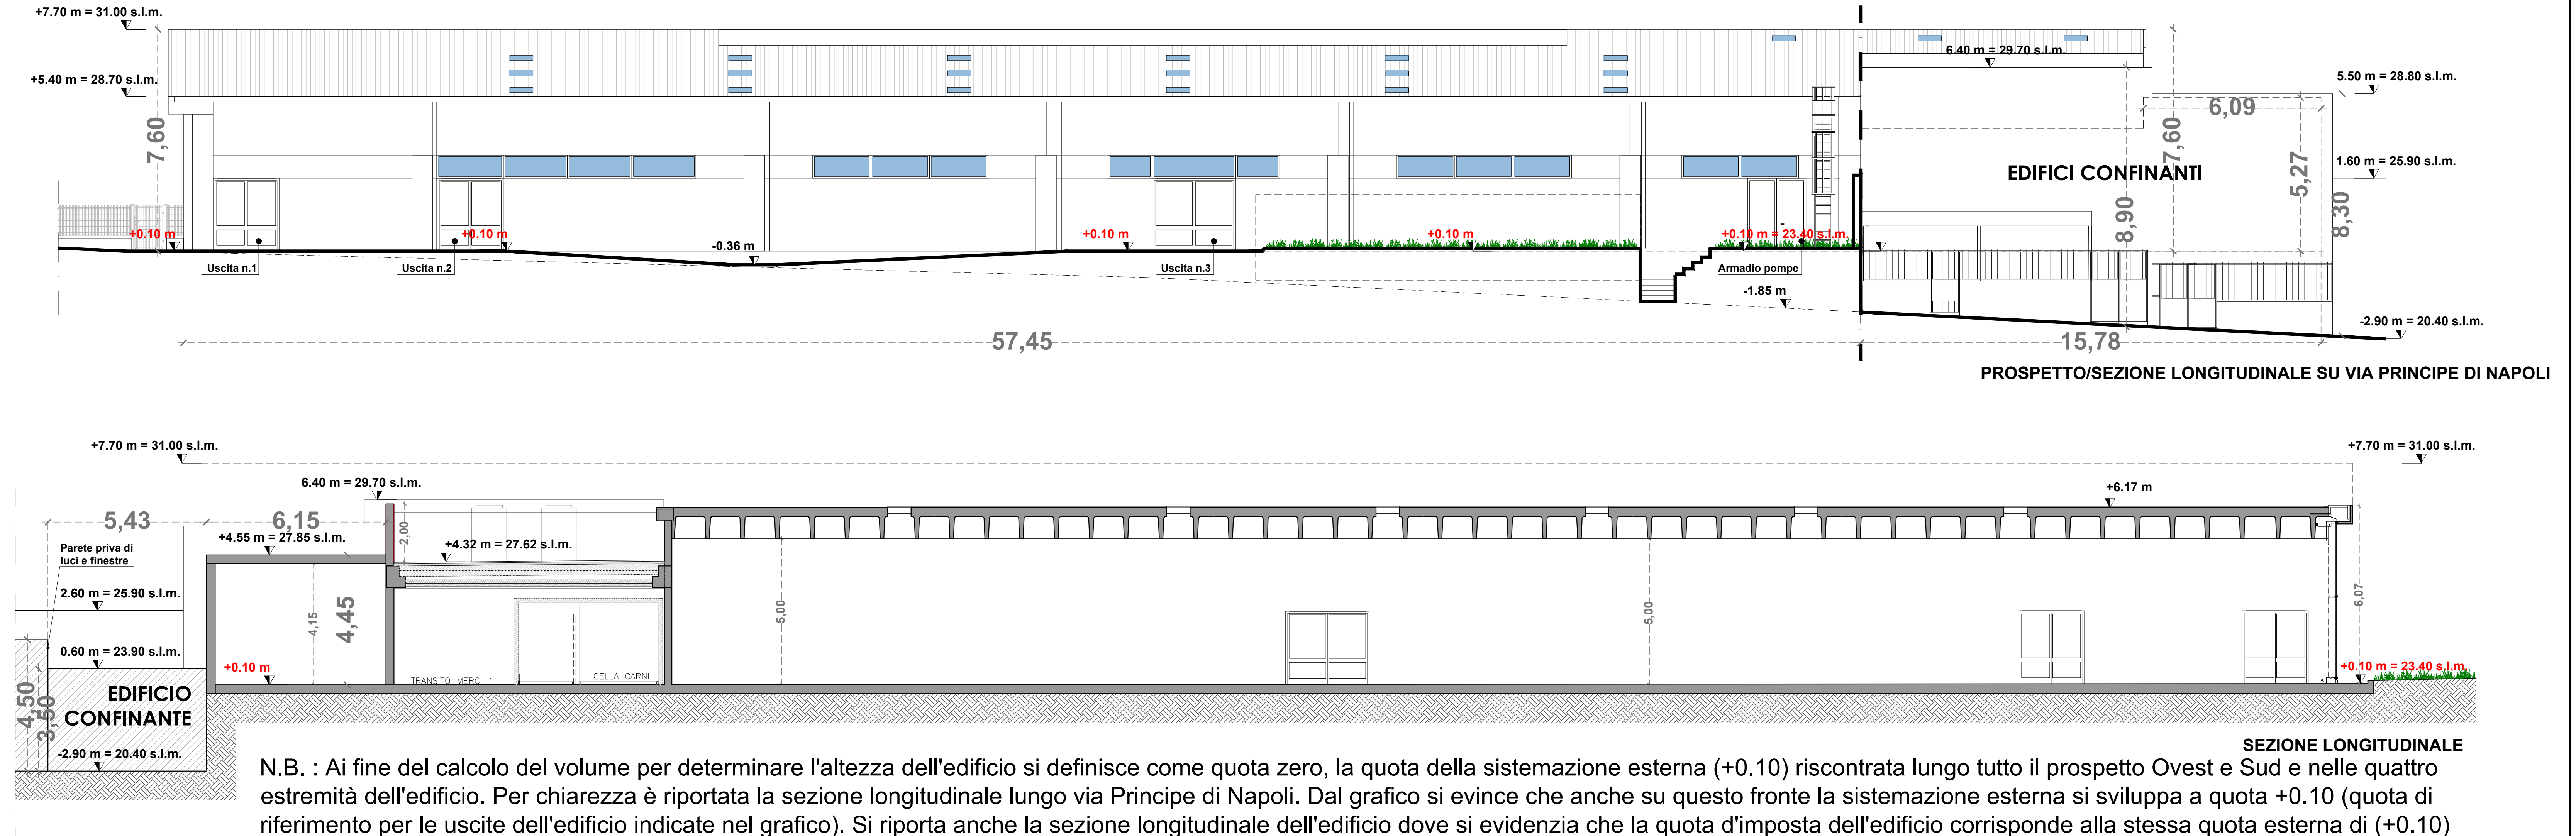 +7.70 m = 31.00 s.l.m.
+5.40 m = 28.70 s.l.m.
7,60
6.40 m = 29.70 s.l.m.
5.50 m = 28.80 s.l.m.
6,09
7,60
5,27
1.60 m = 25.90 s.l.m.
EDIFICI CONFINANTI
8,90
8,30
+0.10 m
+0.10 m
-0.36 m
+0.10 m
+0.10 m
+0.10 m = 23.40 s.l.m.
Uscita n.1
Uscita n.2
Uscita n.3
Armadio pompe
-1.85 m
-2.90 m = 20.40 s.l.m.
57,45
15,78
PROSPETTO/SEZIONE LONGITUDINALE SU VIA PRINCIPE DI NAPOLI
+7.70 m = 31.00 s.l.m.
+7.70 m = 31.00 s.l.m.
6.40 m = 29.70 s.l.m.
+6.17 m
5,43
6,15
2,00
+4.55 m = 27.85 s.l.m.
+4.32 m = 27.62 s.l.m.
Parete priva di
luci e finestre
2.60 m = 25.90 s.l.m.
4,15
4,45
5,00
5,00
6,07
0.60 m = 23.90 s.l.m.
+0.10 m
+0.10 m = 23.40 s.l.m.
TRANSITO MERCI 1
CELLA CARNI
4,50
3,50
EDIFICIO
CONFINANTE
-2.90 m = 20.40 s.l.m.
SEZIONE LONGITUDINALE
N.B. : Ai fine del calcolo del volume per determinare l'altezza dell'edificio si definisce come quota zero, la quota della sistemazione esterna (+0.10) riscontrata lungo tutto il prospetto Ovest e Sud e nelle quattro
estremità dell'edificio. Per chiarezza è riportata la sezione longitudinale lungo via Principe di Napoli. Dal grafico si evince che anche su questo fronte la sistemazione esterna si sviluppa a quota +0.10 (quota di
riferimento per le uscite dell'edificio indicate nel grafico). Si riporta anche la sezione longitudinale dell'edificio dove si evidenzia che la quota d'imposta dell'edificio corrisponde alla stessa quota esterna di (+0.10)